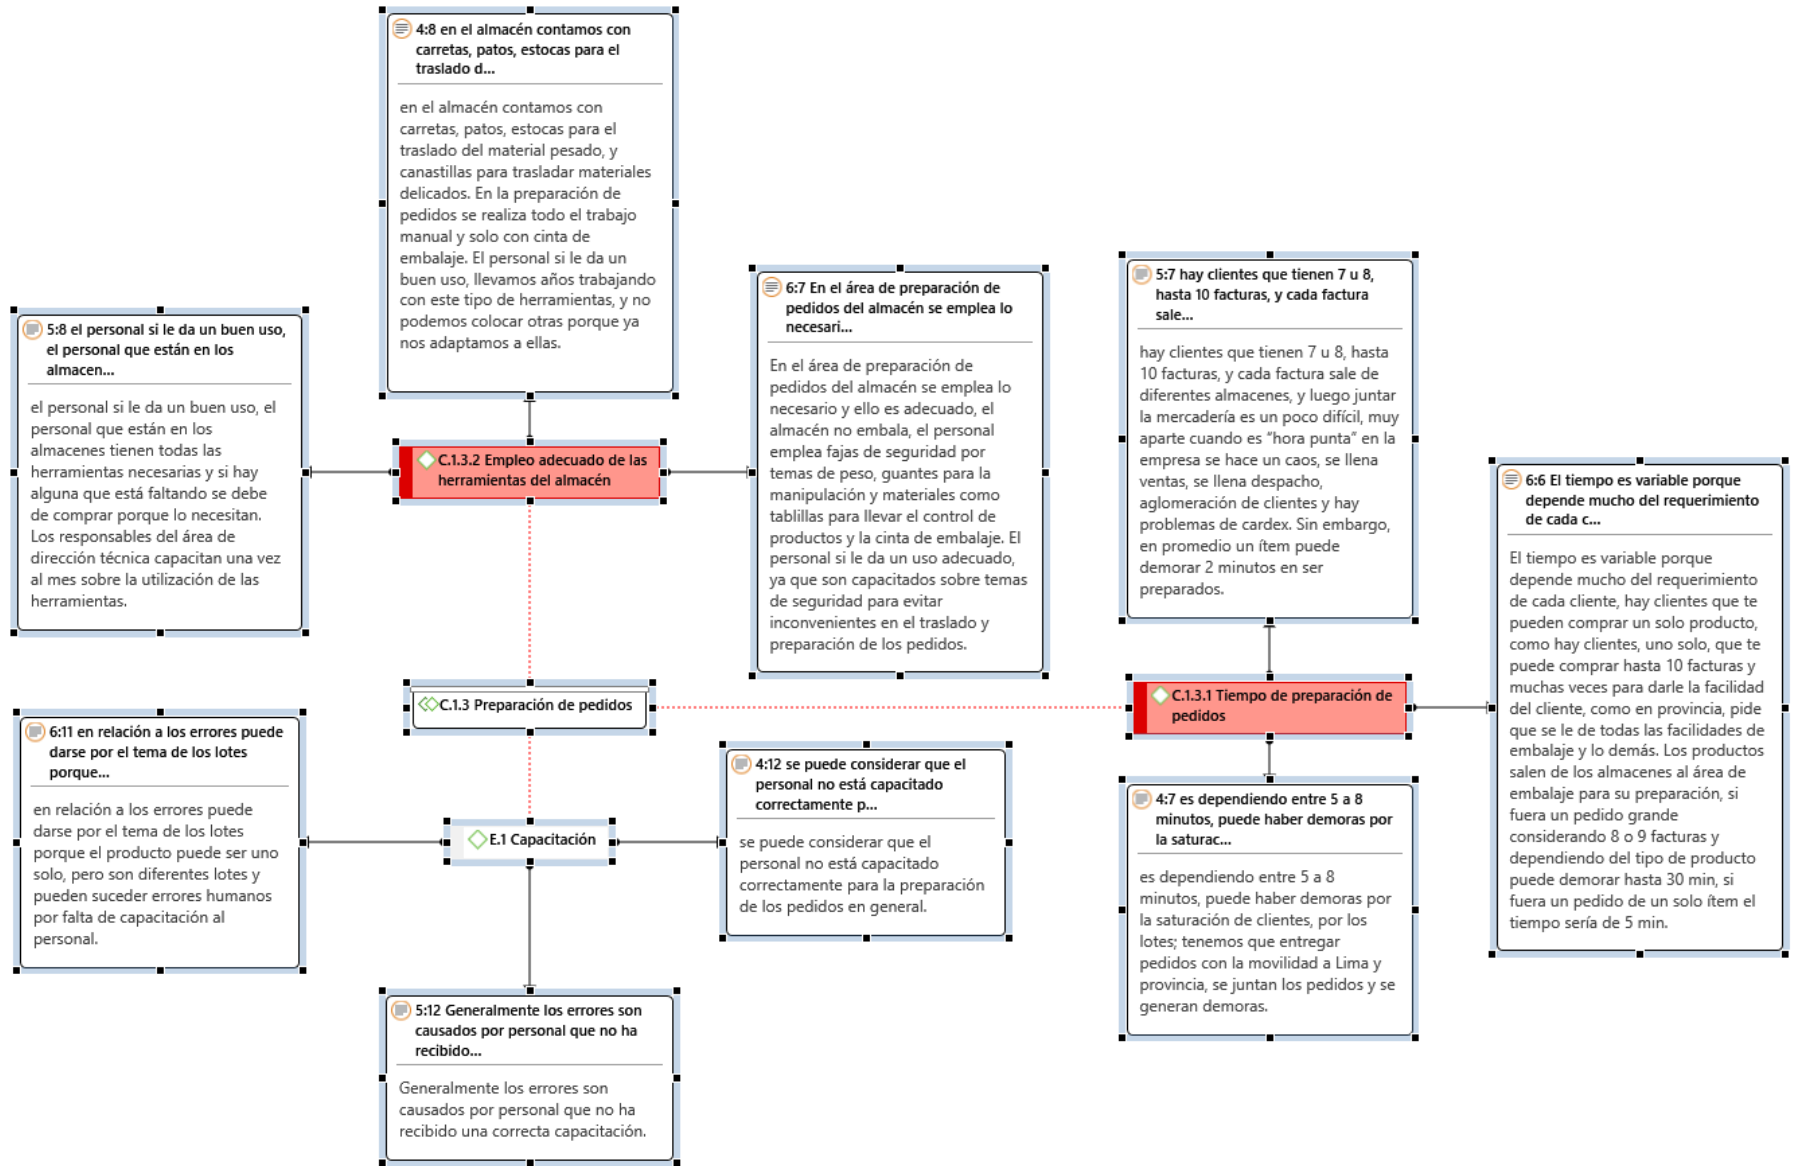 4:8 en el almacén contamos con
carretas, patos, estocas para el
traslado d...
en el almacén contamos con
carretas, patos, estocas para el
traslado del material pesado, y
canastillas para trasladar materiales
delicados. En la preparación de
pedidos se realiza todo el trabajo
manual y solo con cinta de
embalaje. El personal si le da un
buen uso, llevamos años trabajando
con este tipo de herramientas, y no
podemos colocar otras porque ya
nos adaptamos a ellas.
5:8 el personal si le da un buen uso,
el personal que están en los
almacen...
el personal si le da un buen uso, el
personal que están en los
almacenes tienen todas las
herramientas necesarias y si hay
alguna que está faltando se debe
de comprar porque lo necesitan.
Los responsables del área de
dirección técnica capacitan una vez
al mes sobre la utilización de las
herramientas.
C.1.3.2 Empleo adecuado de las
herramientas del almacén
6:7 En el área de preparación de
pedidos del almacén se emplea lo
necesari...
En el área de preparación de
pedidos del almacén se emplea lo
necesario y ello es adecuado, el
almacén no embala, el personal
emplea fajas de seguridad por
temas de peso, guantes para la
manipulación y materiales como
tablillas para llevar el control de
productos y la cinta de embalaje. El
personal si le da un uso adecuado,
ya que son capacitados sobre temas
de seguridad para evitar
inconvenientes en el traslado y
preparación de los pedidos.
5:7 hay clientes que tienen 7 u 8,
hasta 10 facturas, y cada factura
sale...
hay clientes que tienen 7 u 8, hasta
10 facturas, y cada factura sale de
diferentes almacenes, y luego juntar
la mercadería es un poco difícil, muy
aparte cuando es “hora punta” en la
empresa se hace un caos, se llena
ventas, se llena despacho,
aglomeración de clientes y hay
problemas de cardex. Sin embargo,
en promedio un ítem puede
demorar 2 minutos en ser
preparados.
6:6 El tiempo es variable porque
depende mucho del requerimiento
de cada c...
El tiempo es variable porque
depende mucho del requerimiento
de cada cliente, hay clientes que te
pueden comprar un solo producto,
como hay clientes, uno solo, que te
puede comprar hasta 10 facturas y
muchas veces para darle la facilidad
del cliente, como en provincia, pide
que se le de todas las facilidades de
embalaje y lo demás. Los productos
salen de los almacenes al área de
embalaje para su preparación, si
fuera un pedido grande
considerando 8 o 9 facturas y
dependiendo del tipo de producto
puede demorar hasta 30 min, si
fuera un pedido de un solo ítem el
tiempo sería de 5 min.
C.1.3 Preparación de pedidos
C.1.3.1 Tiempo de preparación de
pedidos
6:11 en relación a los errores puede
darse por el tema de los lotes
porque...
en relación a los errores puede
darse por el tema de los lotes
porque el producto puede ser uno
solo, pero son diferentes lotes y
pueden suceder errores humanos
por falta de capacitación al
personal.
E.1 Capacitación
4:12 se puede considerar que el
personal no está capacitado
correctamente p...
se puede considerar que el
personal no está capacitado
correctamente para la preparación
de los pedidos en general.
4:7 es dependiendo entre 5 a 8
minutos, puede haber demoras por
la saturac...
es dependiendo entre 5 a 8
minutos, puede haber demoras por
la saturación de clientes, por los
lotes; tenemos que entregar
pedidos con la movilidad a Lima y
provincia, se juntan los pedidos y se
generan demoras.
5:12 Generalmente los errores son
causados por personal que no ha
recibido...
Generalmente los errores son
causados por personal que no ha
recibido una correcta capacitación.